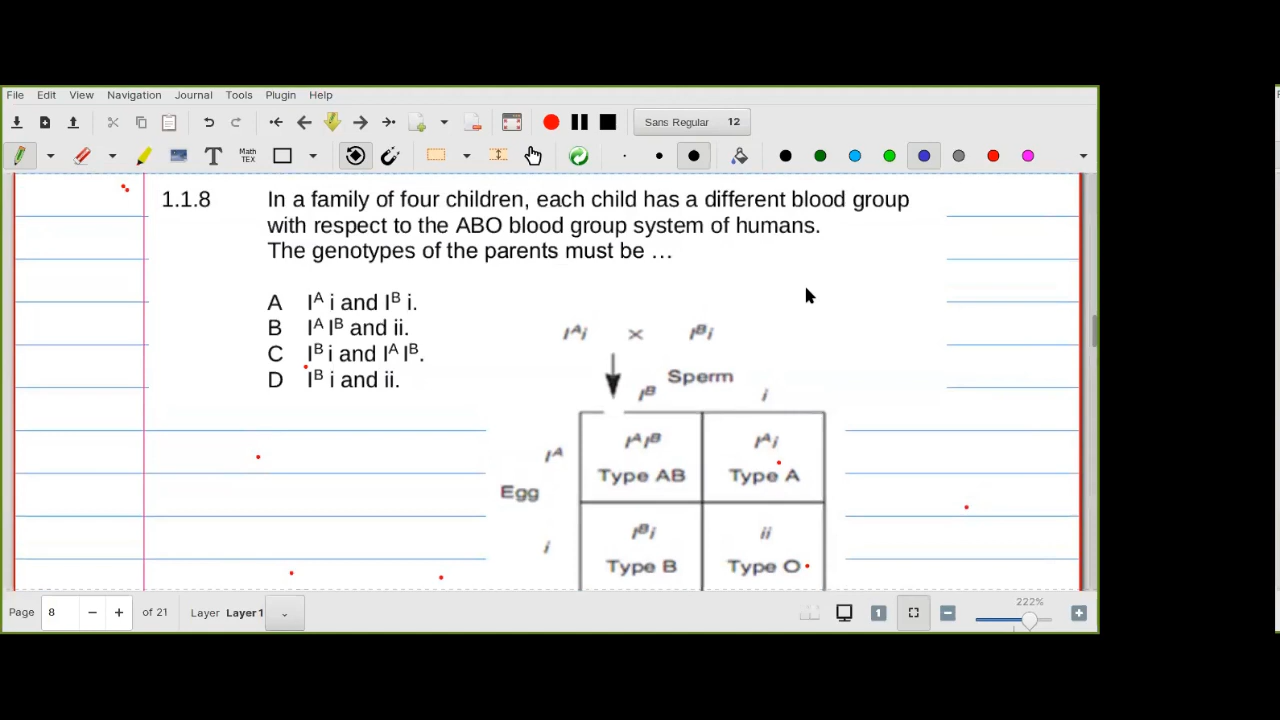 File Edit View Navigation Journal Tools Plugin Help
Sans Regular 12
Math
TEX
1.1.8 In a family of four children, each child has a different blood group
with respect to the ABO blood group system of humans.
The genotypes of the parents must be …
A Iᴬ i and Iᴮ i.
B Iᴬ Iᴮ and ii.
C Iᴮ i and Iᴬ Iᴮ.
D Iᴮ i and ii.
Iᴬi × Iᴮi
Sperm
Iᴮ i
Iᴬ IᴬIᴮ Iᴬi
Type AB Type A
Egg
i Iᴮi ii
Type B Type O
Page 8 of 21 Layer Layer 1 1 222%